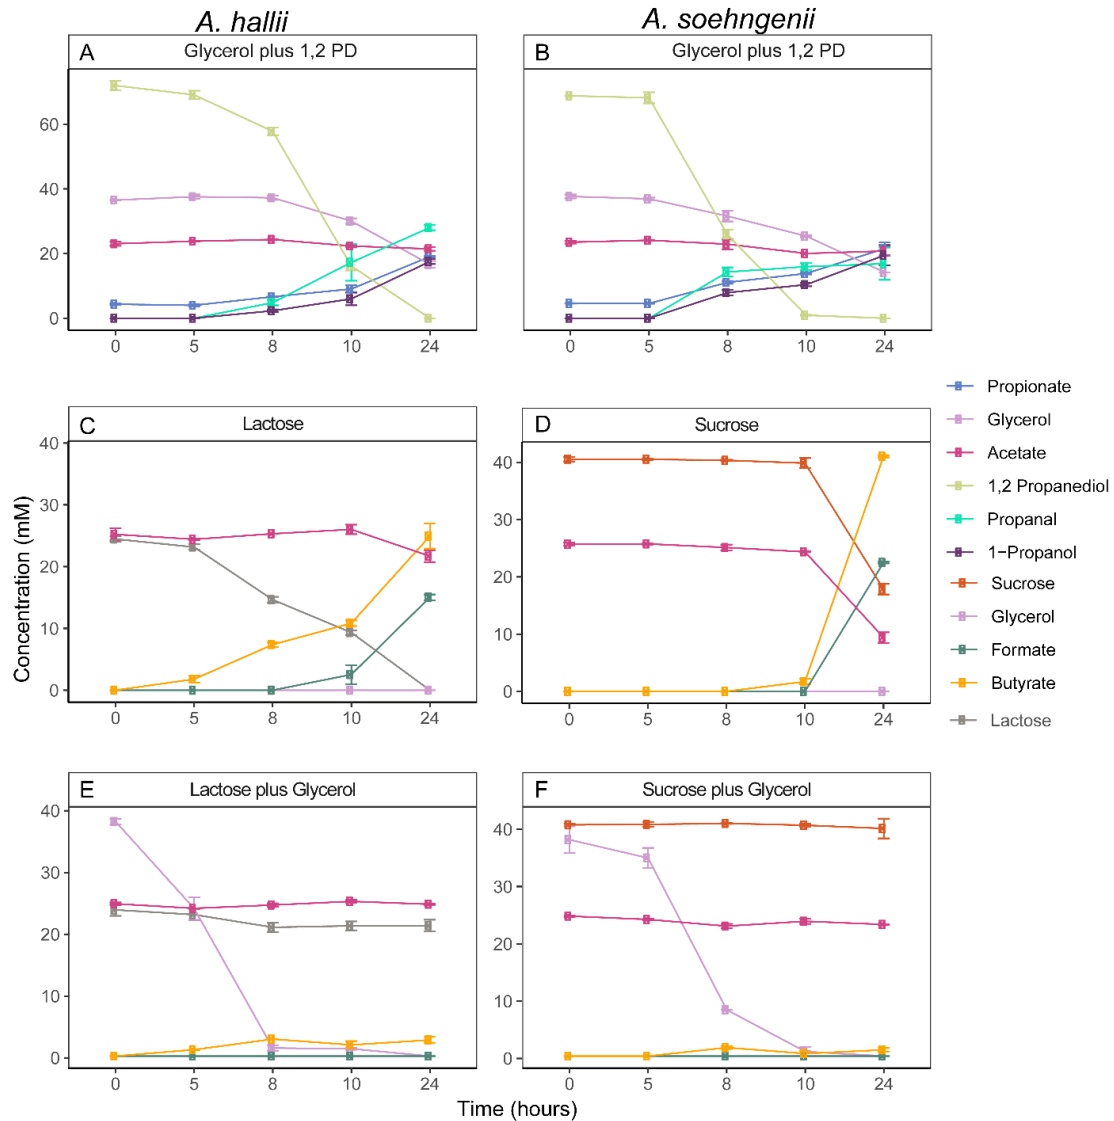 A. hallii
A. soehngenii
A
Glycerol plus 1,2 PD
B
Glycerol plus 1,2 PD
60
40
20
0
0 5 8 10 24
0 5 8 10 24
C
Lactose
D
Sucrose
40
30
20
10
0
40
30
20
10
0
0 5 8 10 24
0 5 8 10 24
Concentration (mM)
E
Lactose plus Glycerol
F
Sucrose plus Glycerol
40
30
20
10
0
40
30
20
10
0
0 5 8 10 24
0 5 8 10 24
Time (hours)
Propionate
Glycerol
Acetate
1,2 Propanediol
Propanal
1−Propanol
Sucrose
Glycerol
Formate
Butyrate
Lactose